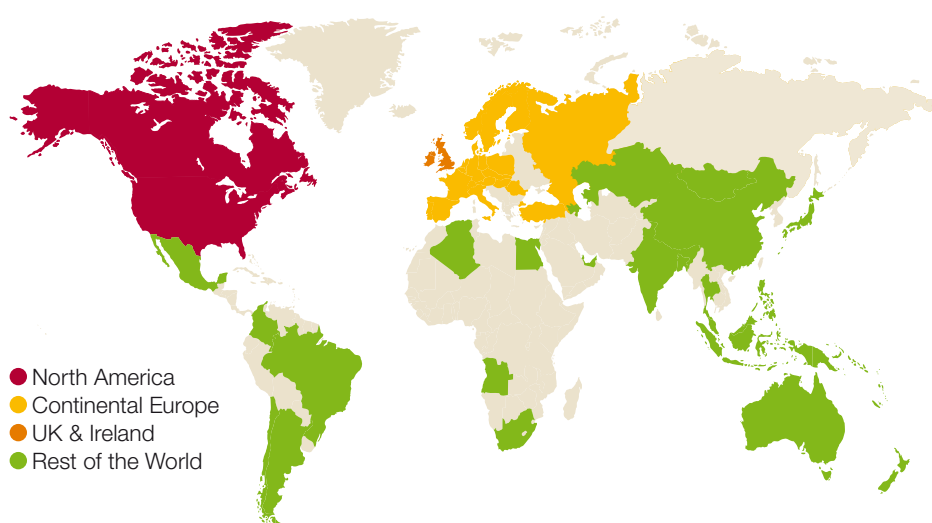 North America
Continental Europe
UK & Ireland
Rest of the World